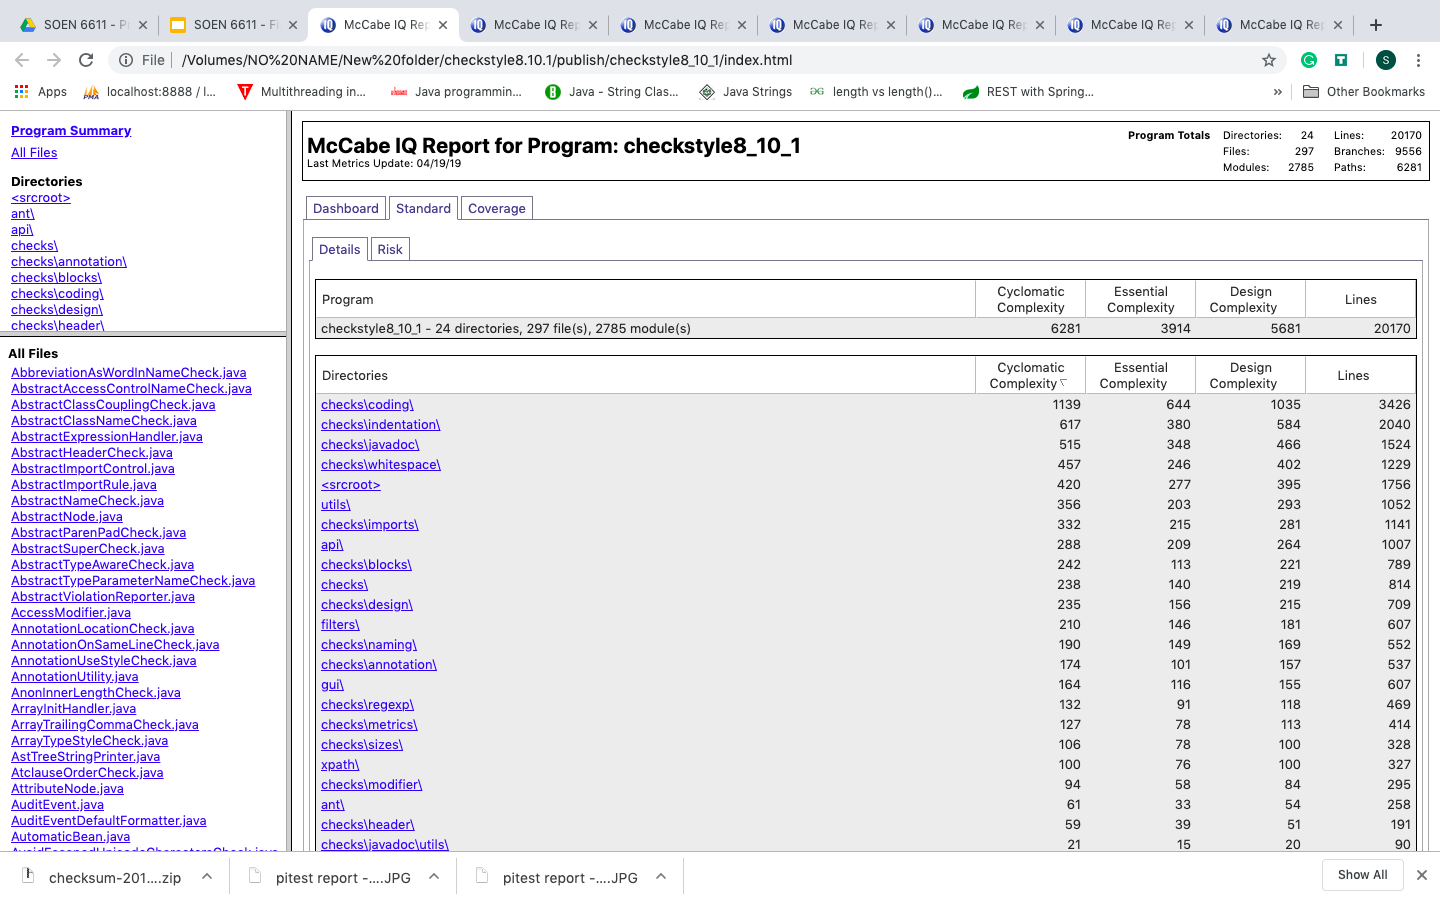 SOEN 6611 - Pr
SOEN 6611 - Fi
McCabe IQ Rep
McCabe IQ Rep
McCabe IQ Rep
McCabe IQ Rep
McCabe IQ Rep
McCabe IQ Rep
McCabe IQ Rep
File /Volumes/NO%20NAME/New%20folder/checkstyle8.10.1/publish/checkstyle8_10_1/index.html
S
Apps
PMA localhost:8888 / l...
Multithreading in...
Java programmin...
Java - String Clas...
Java Strings
length vs length()...
REST with Spring...
» Other Bookmarks
Program Summary
All Files
Directories
<srcroot>
ant\
api\
checks\
checks\annotation\
checks\blocks\
checks\coding\
checks\design\
checks\header\
All Files
AbbreviationAsWordInNameCheck.java
AbstractAccessControlNameCheck.java
AbstractClassCouplingCheck.java
AbstractClassNameCheck.java
AbstractExpressionHandler.java
AbstractHeaderCheck.java
AbstractImportControl.java
AbstractImportRule.java
AbstractNameCheck.java
AbstractNode.java
AbstractParenPadCheck.java
AbstractSuperCheck.java
AbstractTypeAwareCheck.java
AbstractTypeParameterNameCheck.java
AbstractViolationReporter.java
AccessModifier.java
AnnotationLocationCheck.java
AnnotationOnSameLineCheck.java
AnnotationUseStyleCheck.java
AnnotationUtility.java
AnonInnerLengthCheck.java
ArrayInitHandler.java
ArrayTrailingCommaCheck.java
ArrayTypeStyleCheck.java
AstTreeStringPrinter.java
AtclauseOrderCheck.java
AttributeNode.java
AuditEvent.java
AuditEventDefaultFormatter.java
AutomaticBean.java
AvoidEscapedUnicodeCharactersCheck.java
McCabe IQ Report for Program: checkstyle8_10_1
Last Metrics Update: 04/19/19
Program Totals Directories: 24 Lines: 20170
Files: 297 Branches: 9556
Modules: 2785 Paths: 6281
Dashboard Standard Coverage
Details Risk
Program Cyclomatic Complexity Essential Complexity Design Complexity Lines
checkstyle8_10_1 - 24 directories, 297 file(s), 2785 module(s) 6281 3914 5681 20170
Directories Cyclomatic Complexity Essential Complexity Design Complexity Lines
checks\coding\ 1139 644 1035 3426
checks\indentation\ 617 380 584 2040
checks\javadoc\ 515 348 466 1524
checks\whitespace\ 457 246 402 1229
<srcroot> 420 277 395 1756
utils\ 356 203 293 1052
checks\imports\ 332 215 281 1141
api\ 288 209 264 1007
checks\blocks\ 242 113 221 789
checks\ 238 140 219 814
checks\design\ 235 156 215 709
filters\ 210 146 181 607
checks\naming\ 190 149 169 552
checks\annotation\ 174 101 157 537
gui\ 164 116 155 607
checks\regexp\ 132 91 118 469
checks\metrics\ 127 78 113 414
checks\sizes\ 106 78 100 328
xpath\ 100 76 100 327
checks\modifier\ 94 58 84 295
ant\ 61 33 54 258
checks\header\ 59 39 51 191
checks\javadoc\utils\ 21 15 20 90
checksum-201....zip
pitest report -....JPG
pitest report -....JPG
Show All